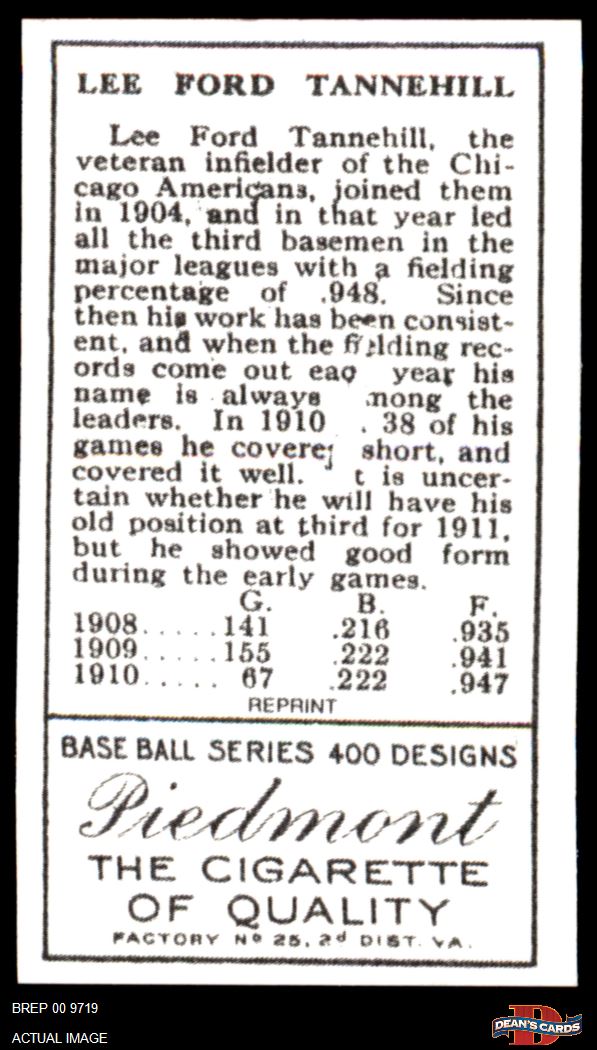 LEE FORD TANNEHILL
Lee Ford Tannehill, the
veteran infielder of the Chi-
cago Americans, joined them
in 1904, and in that year led
all the third basemen in the
major leagues with a fielding
percentage of .948. Since
then his work has been consist-
ent, and when the rec-
ords come out year his
name is always the
leaders. In 1910 38 of his
games he short, and
covered it well. is uncer-
tain whether he will have his
old position at third for 1911,
but he showed good form
during the early games.
G. B. F.
1908.....141 .216 .935
1909.....155 .222 .941
1910..... 67 .222 .947
REPRINT
BASE BALL SERIES 400 DESIGNS
Piedmont
THE CIGARETTE
OF QUALITY
FACTORY No 25, 2d DIST. VA.
BREP 00 9719
ACTUAL IMAGE
D
DEAN'S CARDS